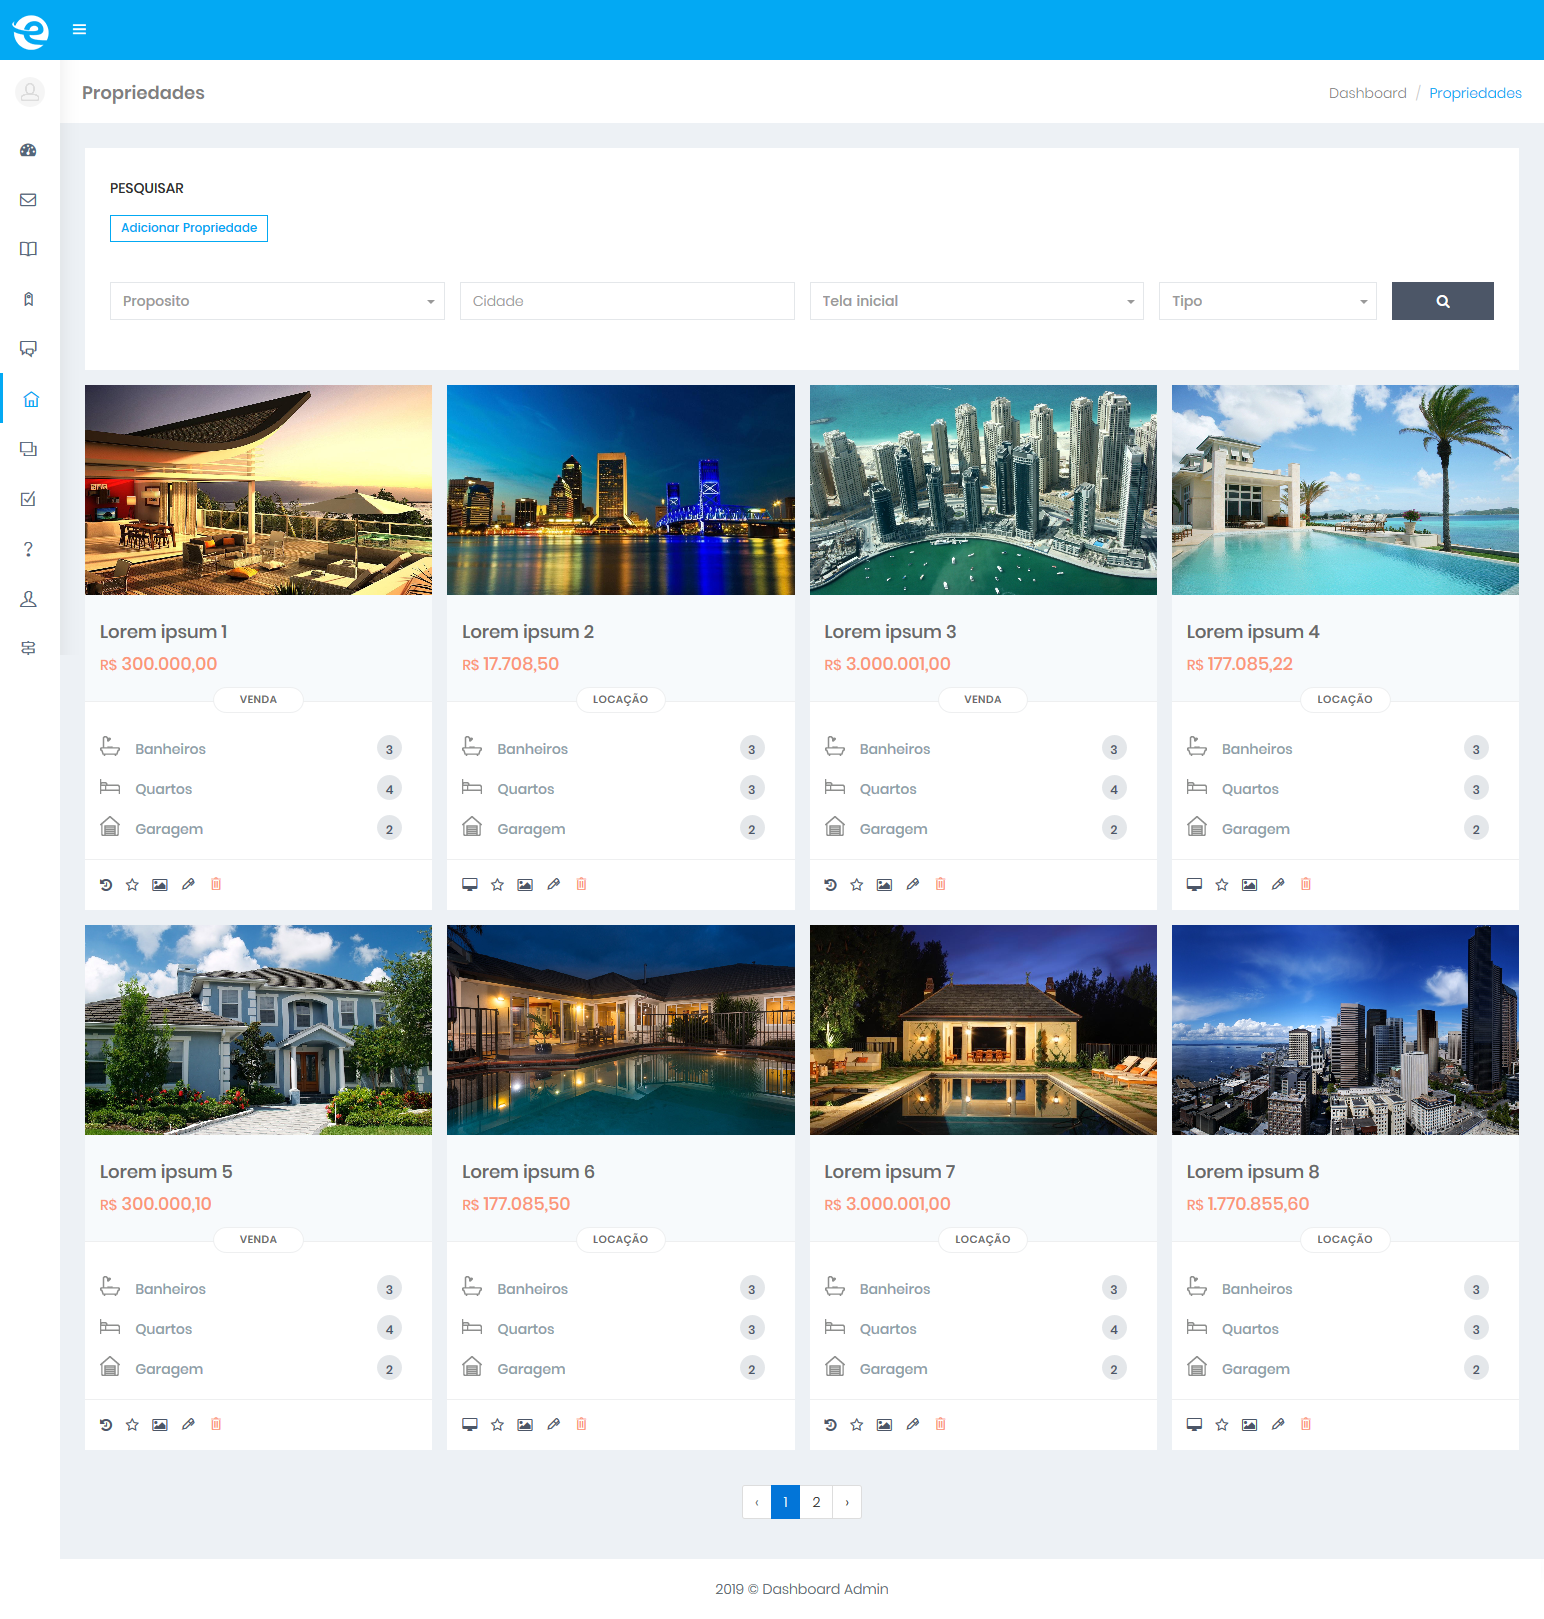 Propriedades
Dashboard / Propriedades
PESQUISAR
Adicionar Propriedade
Proposito
Cidade
Tela inicial
Tipo
Lorem ipsum 1
R$ 300.000,00
VENDA
Banheiros 3
Quartos 4
Garagem 2
Lorem ipsum 2
R$ 17.708,50
LOCAÇÃO
Banheiros 3
Quartos 3
Garagem 2
Lorem ipsum 3
R$ 3.000.001,00
VENDA
Banheiros 3
Quartos 4
Garagem 2
Lorem ipsum 4
R$ 177.085,22
LOCAÇÃO
Banheiros 3
Quartos 3
Garagem 2
Lorem ipsum 5
R$ 300.000,10
VENDA
Banheiros 3
Quartos 4
Garagem 2
Lorem ipsum 6
R$ 177.085,50
LOCAÇÃO
Banheiros 3
Quartos 3
Garagem 2
Lorem ipsum 7
R$ 3.000.001,00
LOCAÇÃO
Banheiros 3
Quartos 4
Garagem 2
Lorem ipsum 8
R$ 1.770.855,60
LOCAÇÃO
Banheiros 3
Quartos 3
Garagem 2
‹ 1 2 ›
2019 © Dashboard Admin